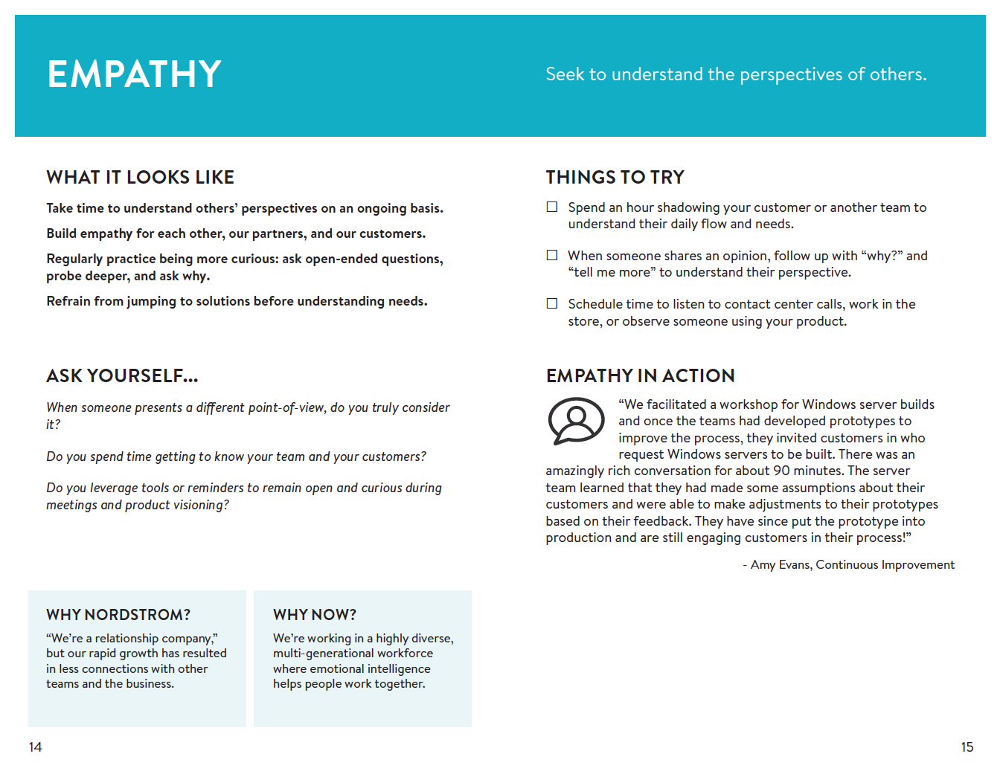 EMPATHY
Seek to understand the perspectives of others.
WHAT IT LOOKS LIKE
Take time to understand others’ perspectives on an ongoing basis.
Build empathy for each other, our partners, and our customers.
Regularly practice being more curious: ask open-ended questions,
probe deeper, and ask why.
Refrain from jumping to solutions before understanding needs.
ASK YOURSELF...
When someone presents a different point-of-view, do you truly consider
it?
Do you spend time getting to know your team and your customers?
Do you leverage tools or reminders to remain open and curious during
meetings and product visioning?
WHY NORDSTROM?
“We’re a relationship company,”
but our rapid growth has resulted
in less connections with other
teams and the business.
WHY NOW?
We’re working in a highly diverse,
multi-generational workforce
where emotional intelligence
helps people work together.
14
THINGS TO TRY
☐ Spend an hour shadowing your customer or another team to
understand their daily flow and needs.
☐ When someone shares an opinion, follow up with “why?” and
“tell me more” to understand their perspective.
☐ Schedule time to listen to contact center calls, work in the
store, or observe someone using your product.
EMPATHY IN ACTION
“We facilitated a workshop for Windows server builds
and once the teams had developed prototypes to
improve the process, they invited customers in who
request Windows servers to be built. There was an
amazingly rich conversation for about 90 minutes. The server
team learned that they had made some assumptions about their
customers and were able to make adjustments to their prototypes
based on their feedback. They have since put the prototype into
production and are still engaging customers in their process!”
- Amy Evans, Continuous Improvement
15